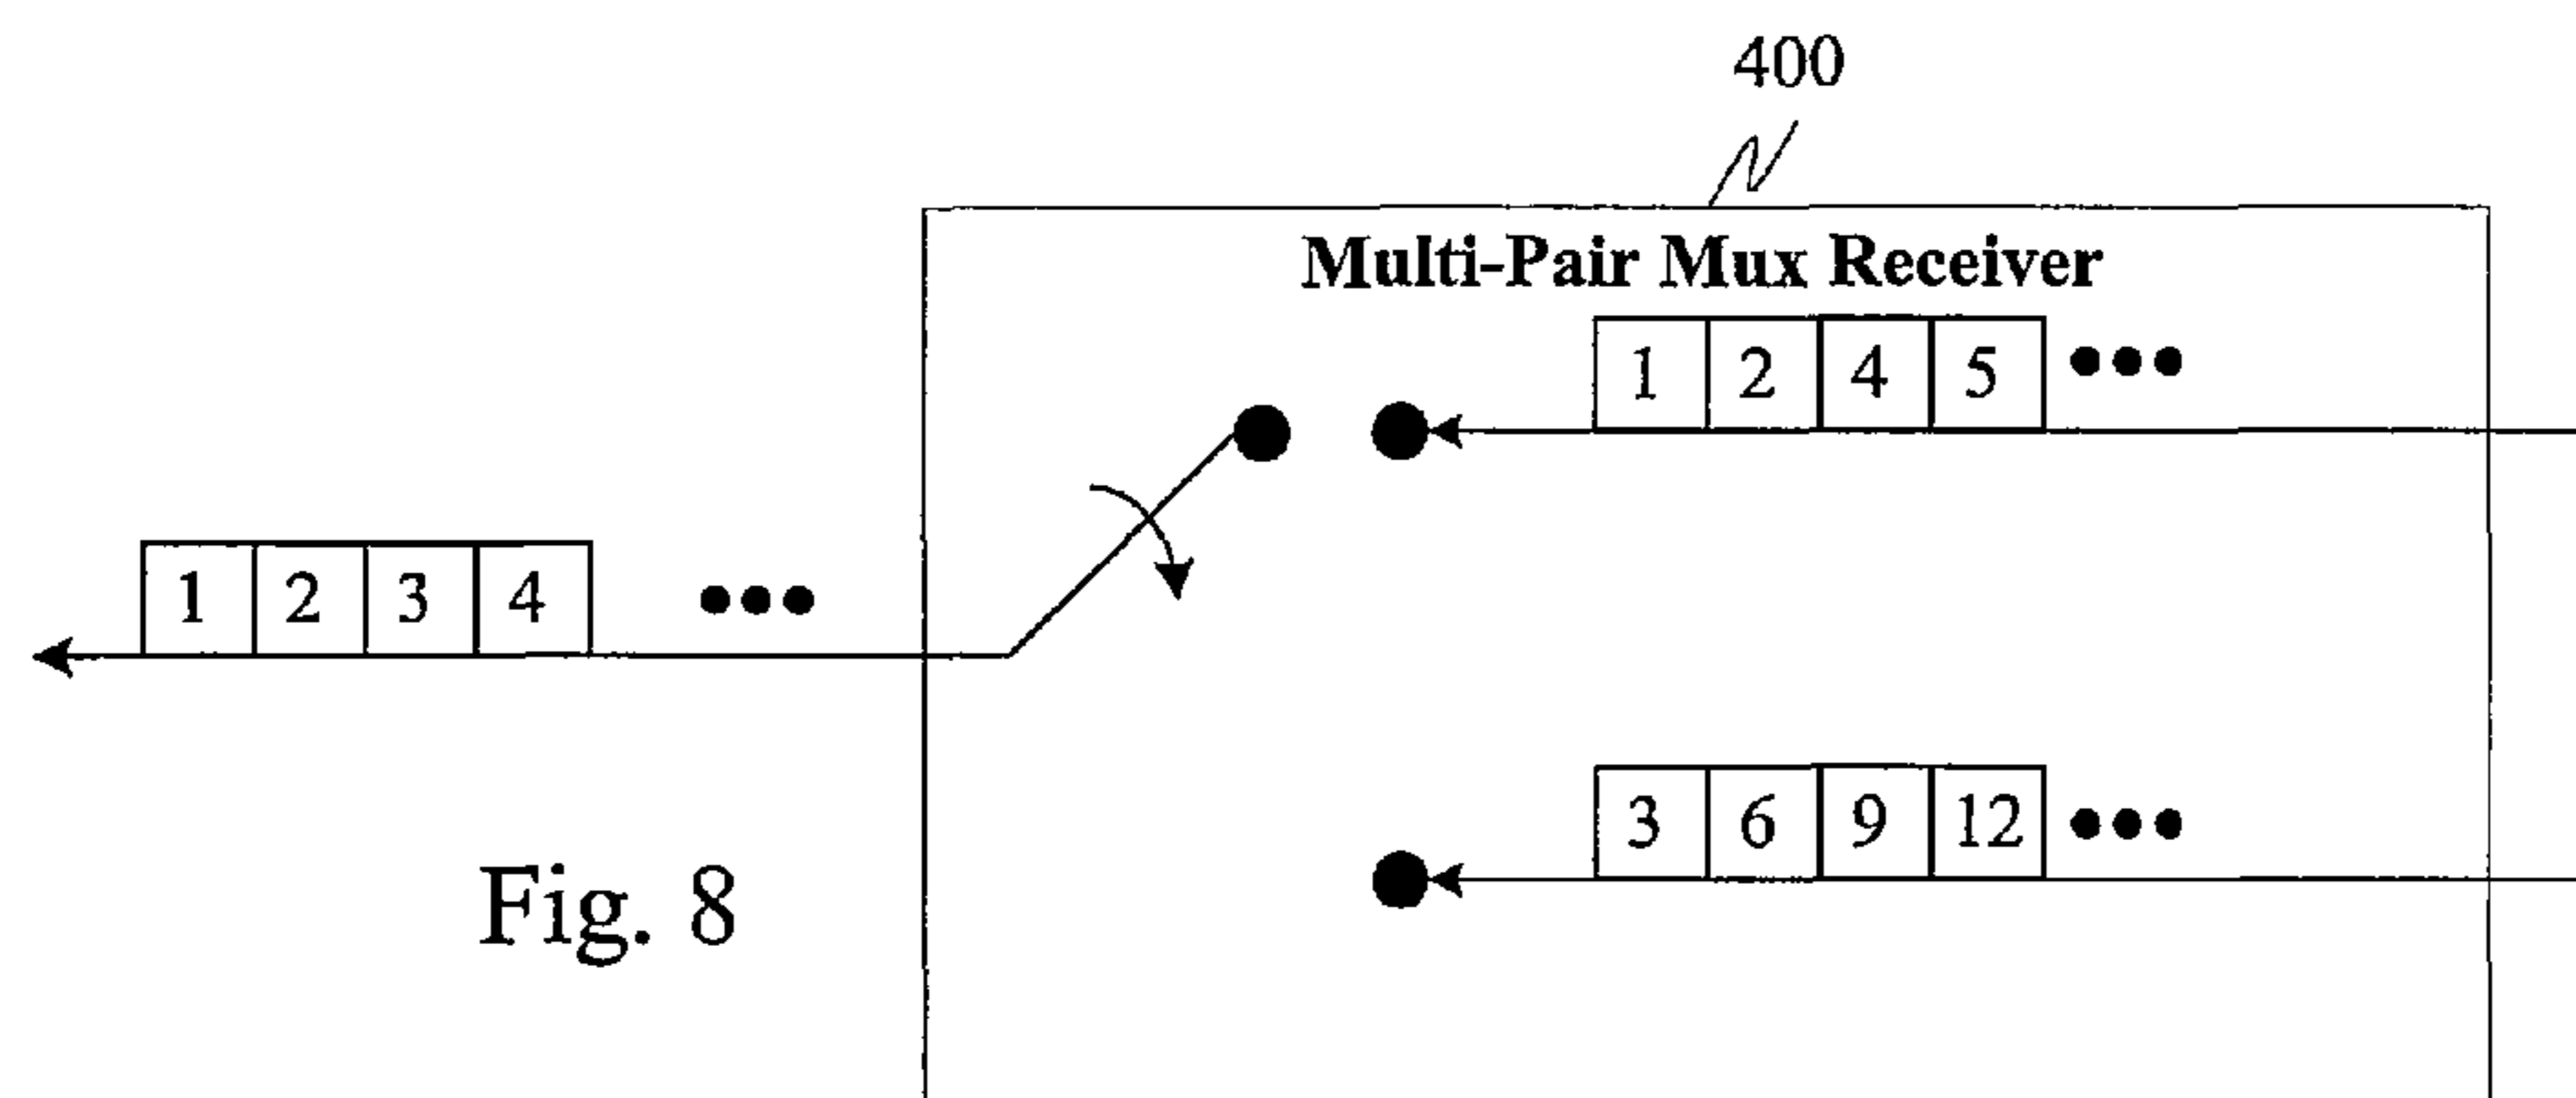 400
Multi-Pair Mux Receiver
1 2 4 5 •••
1 2 3 4 •••
3 6 9 12 •••
Fig. 8